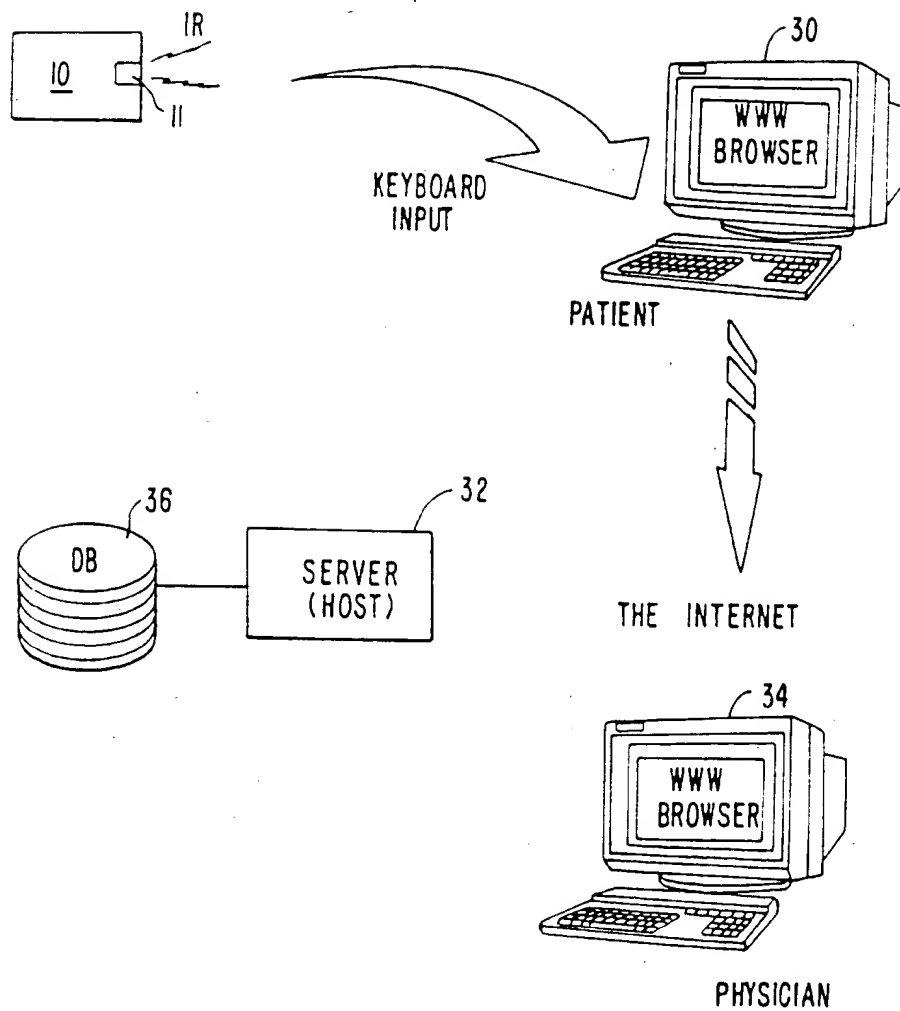 IR
10
11
30
WWW
BROWSER
KEYBOARD
INPUT
PATIENT
36
DB
32
SERVER
(HOST)
THE INTERNET
34
WWW
BROWSER
PHYSICIAN